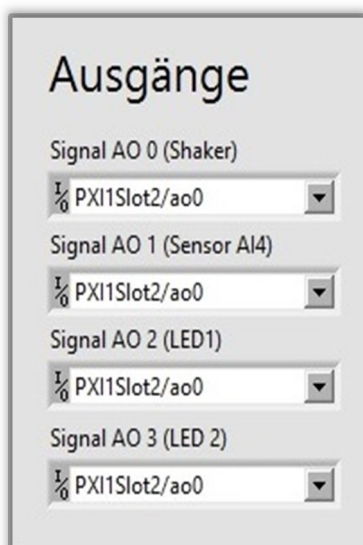 Ausgänge
Signal AO 0 (Shaker)
I/O PXI1Slot2/ao0
Signal AO 1 (Sensor AI4)
I/O PXI1Slot2/ao0
Signal AO 2 (LED1)
I/O PXI1Slot2/ao0
Signal AO 3 (LED 2)
I/O PXI1Slot2/ao0